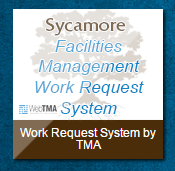 Sycamore
Facilities
Management
Work Request
System
WebTMA
Work Request System by
TMA